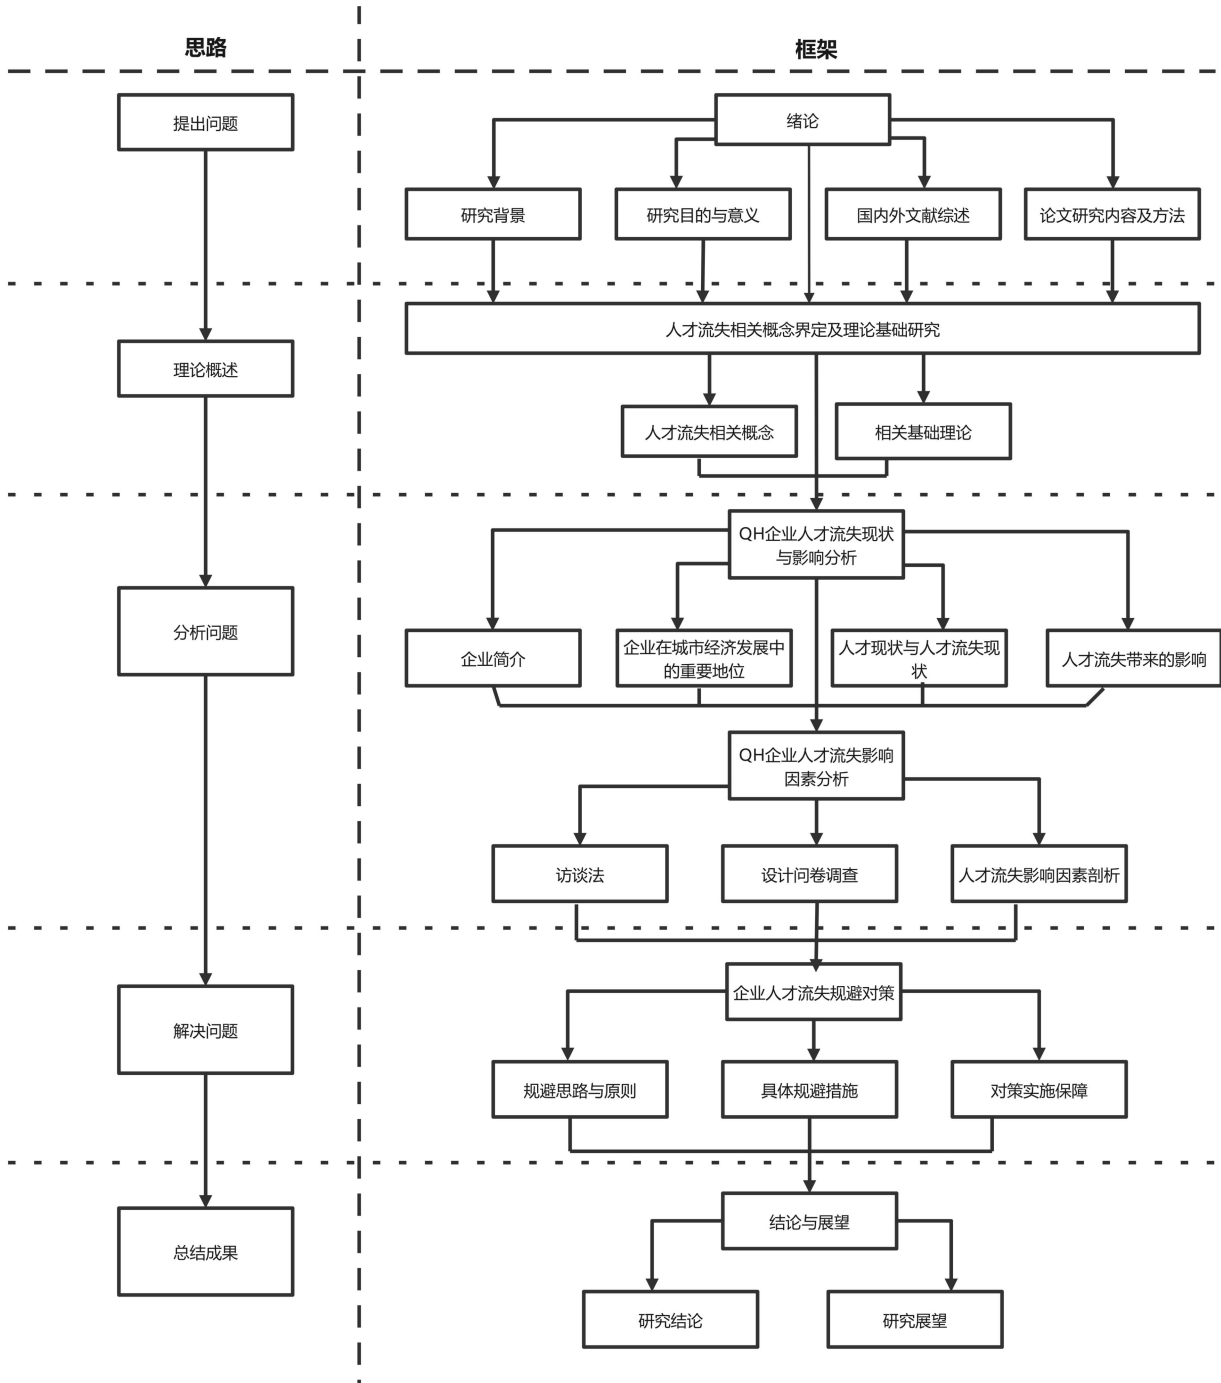 思路
框架
提出问题
绪论
研究背景
研究目的与意义
国内外文献综述
论文研究内容及方法
人才流失相关概念界定及理论基础研究
理论概述
人才流失相关概念
相关基础理论
QH企业人才流失现状
与影响分析
分析问题
企业简介
企业在城市经济发展中
的重要地位
人才现状与人才流失现
状
人才流失带来的影响
QH企业人才流失影响
因素分析
访谈法
设计问卷调查
人才流失影响因素剖析
企业人才流失规避对策
解决问题
规避思路与原则
具体规避措施
对策实施保障
结论与展望
总结成果
研究结论
研究展望